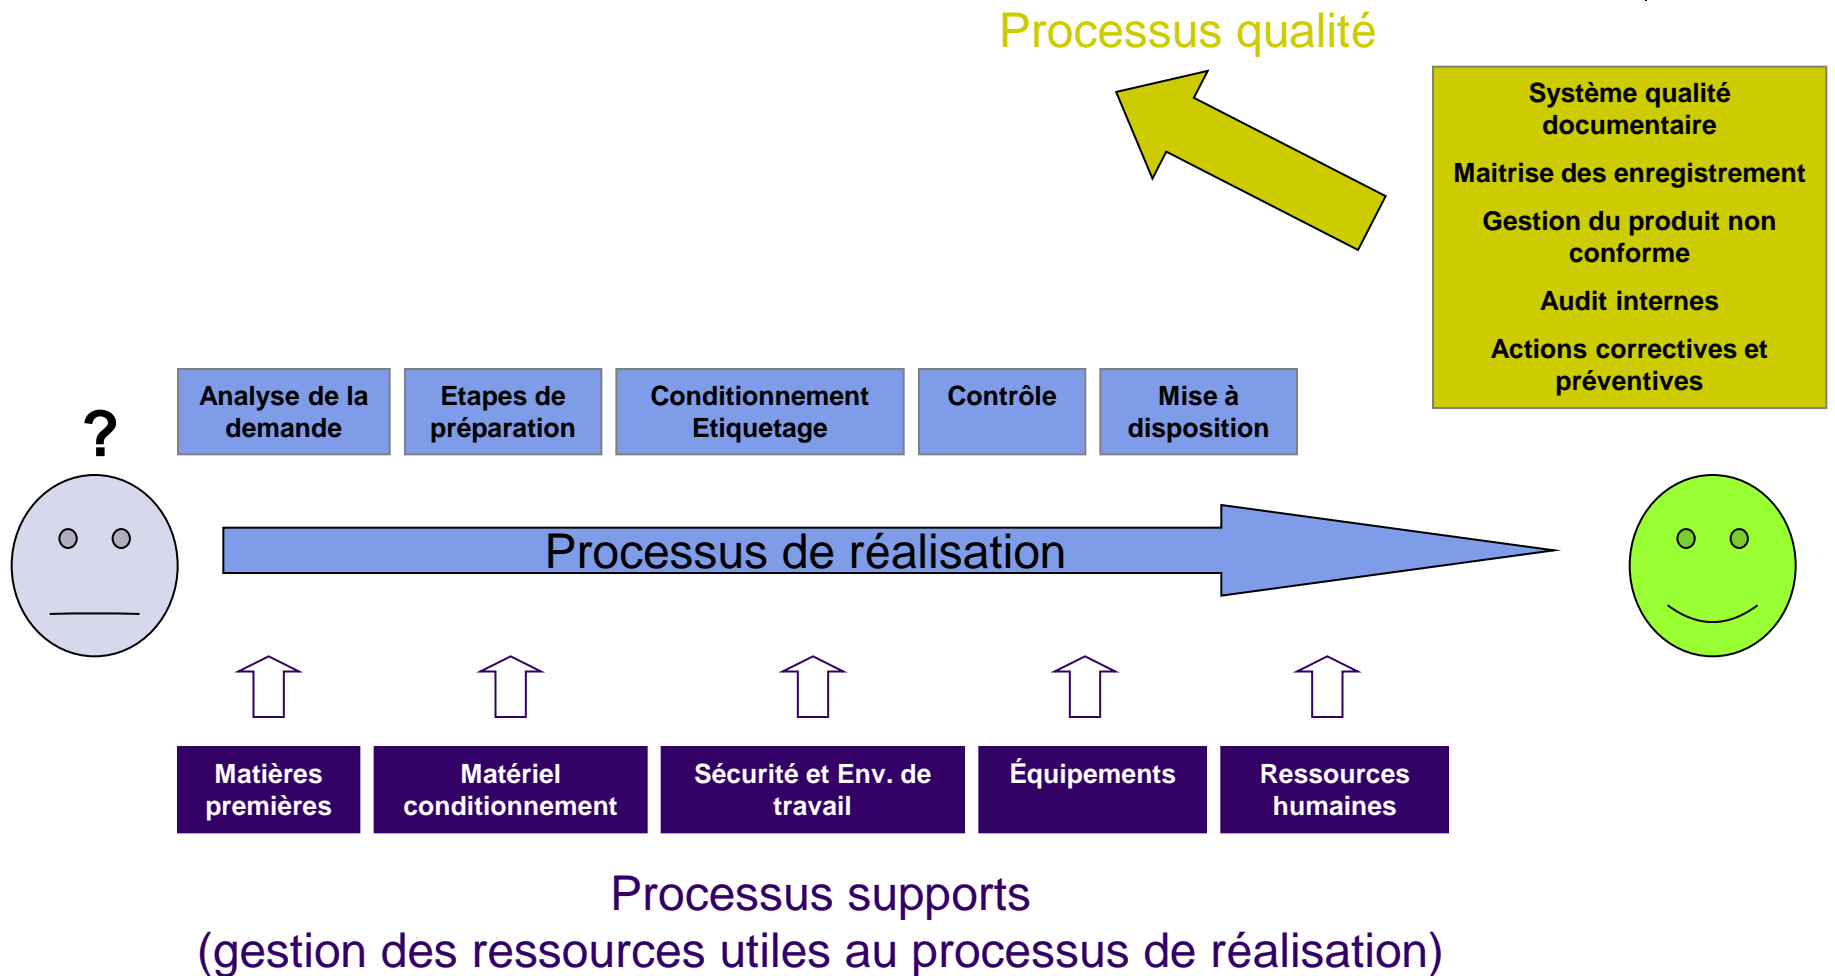 Processus qualité
Système qualité
documentaire
Maitrise des enregistrement
Gestion du produit non
conforme
Audit internes
Actions correctives et
préventives
Analyse de la
demande
Etapes de
préparation
Conditionnement
Etiquetage
Contrôle
Mise à
disposition
?
Processus de réalisation
Matières
premières
Matériel
conditionnement
Sécurité et Env. de
travail
Équipements
Ressources
humaines
Processus supports
(gestion des ressources utiles au processus de réalisation)